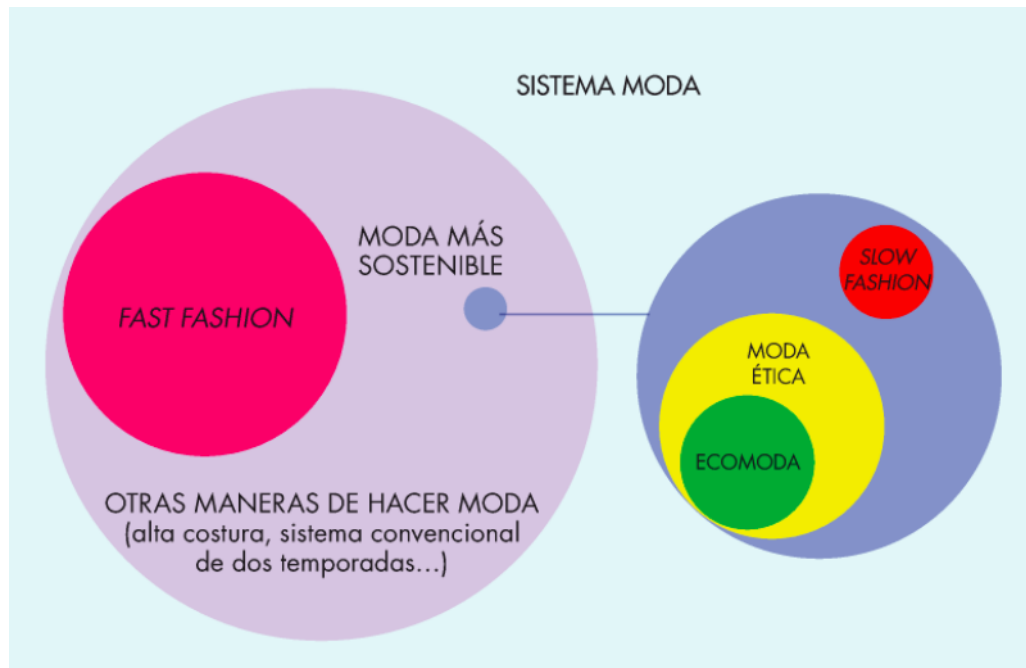 SISTEMA MODA
MODA MÁS
SOSTENIBLE
FAST FASHION
SLOW
FASHION
MODA
ÉTICA
ECOMODA
OTRAS MANERAS DE HACER MODA
(alta costura, sistema convencional
de dos temporadas...)